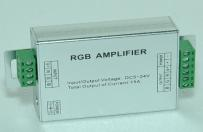 RGB AMPLIFIER
Input/Output Voltage: DC5-24V
Total Output of Current:15A